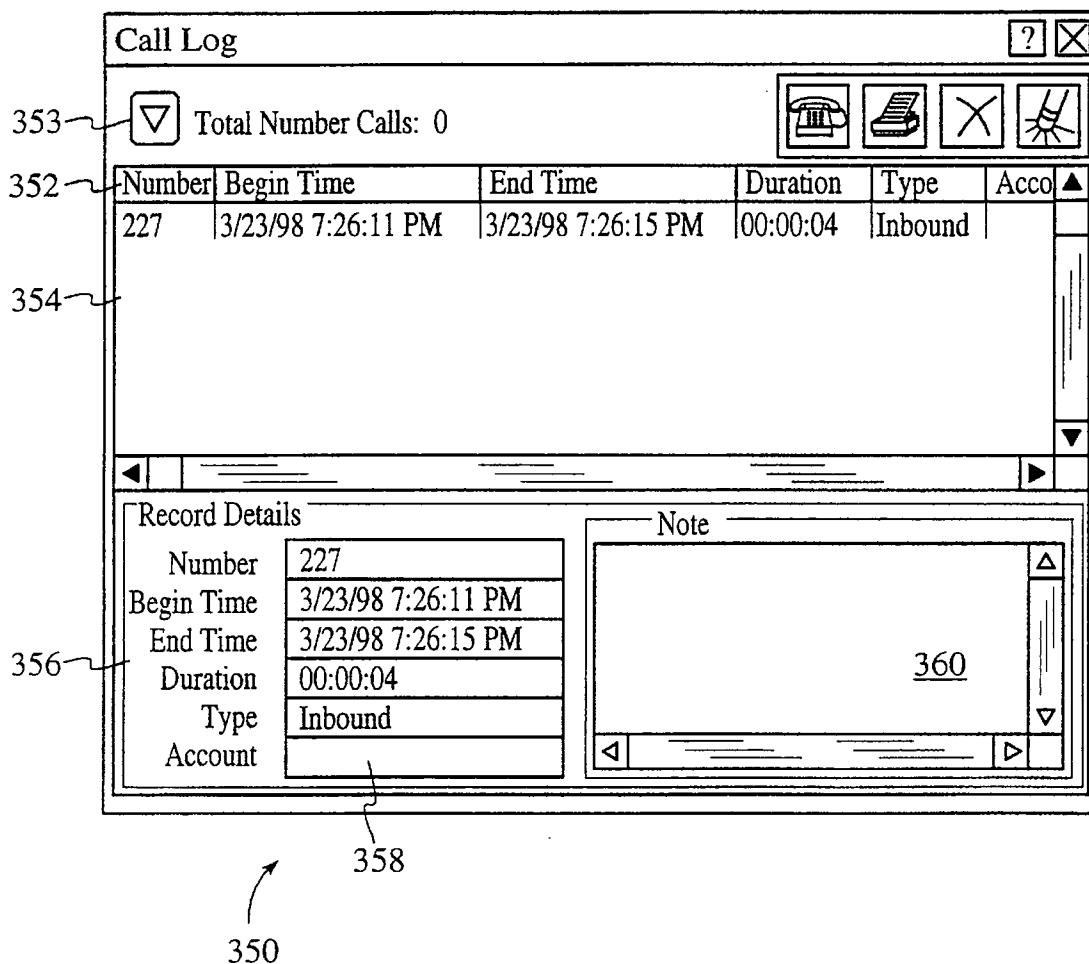 Call Log ?
353 Total Number Calls: 0
352 Number Begin Time End Time Duration Type Acco
227 3/23/98 7:26:11 PM 3/23/98 7:26:15 PM 00:00:04 Inbound
354
Record Details
Note
Number 227
Begin Time 3/23/98 7:26:11 PM
End Time 3/23/98 7:26:15 PM
356 Duration 00:00:04
360
Type Inbound
Account
358
350